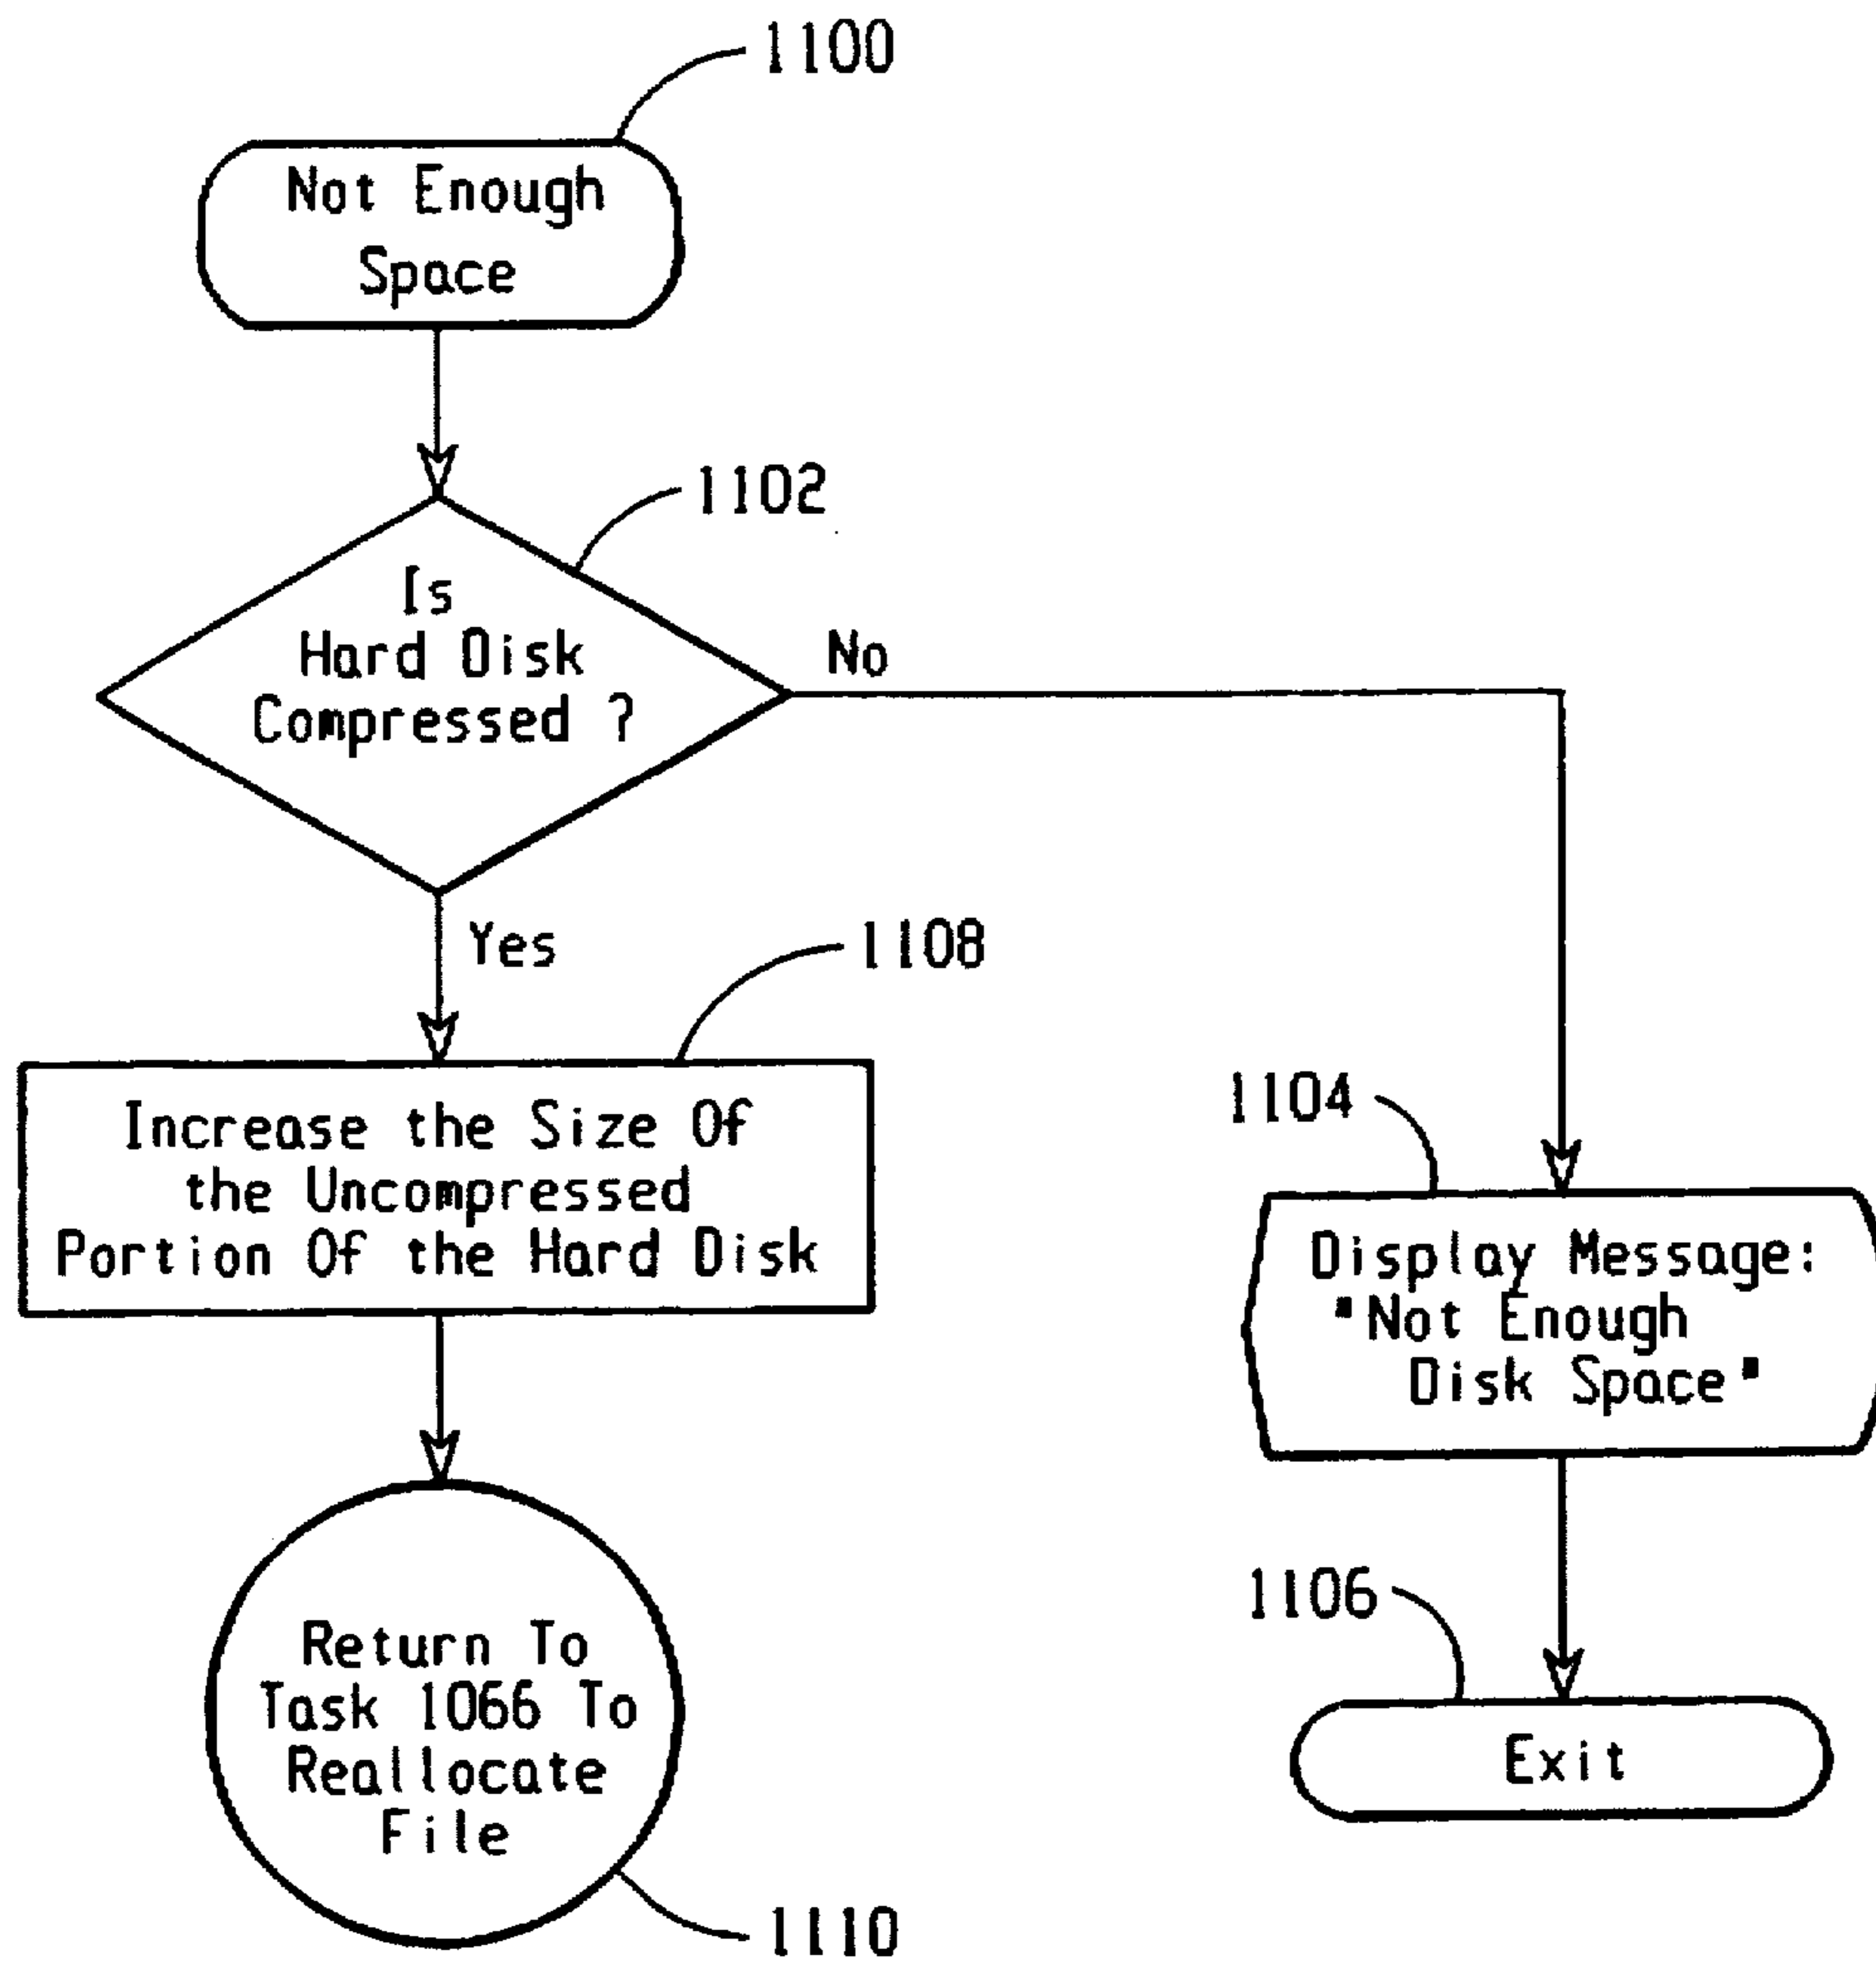 1100
Not Enough
Space
1102
Is
Hard Disk
Compressed ?
No
Yes
1108
Increase the Size Of
the Uncompressed
Portion Of the Hard Disk
1104
Display Message:
"Not Enough
Disk Space"
1106
Exit
Return To
Task 1066 To
Reallocate
File
1110